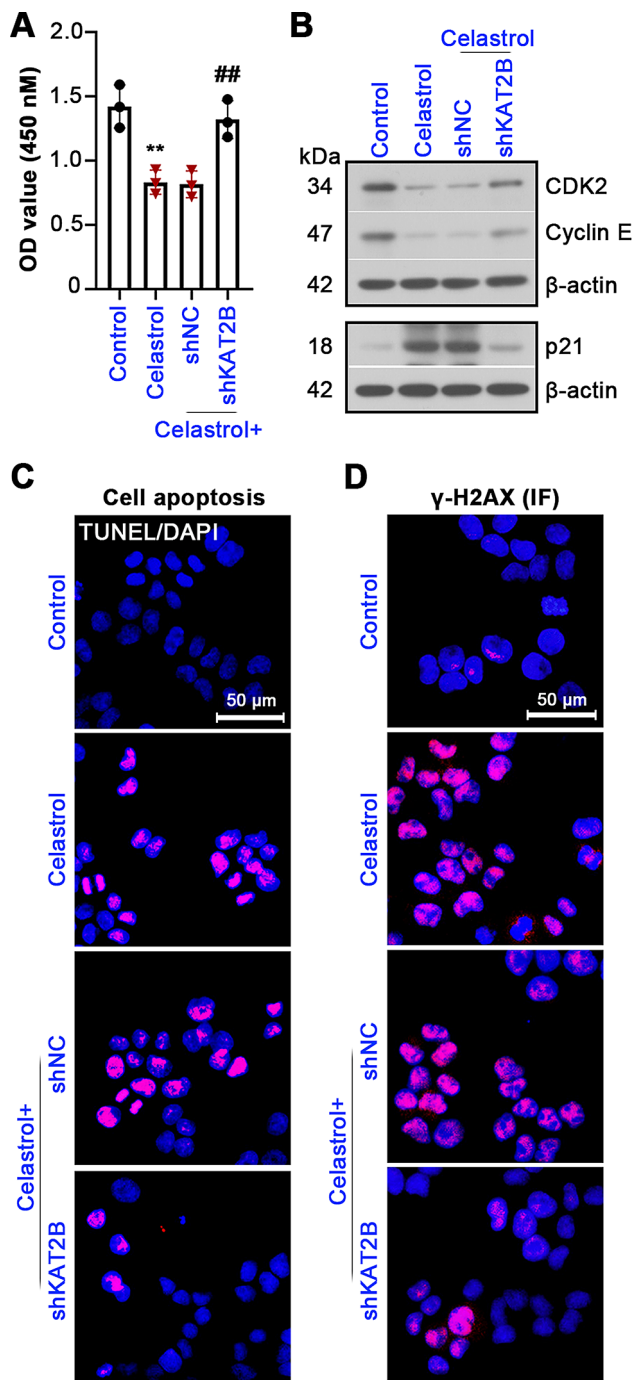 A
2.0
1.5
1.0
0.5
0
OD value (450 nM)
**
##
Control
Celastrol
shNC
shKAT2B
Celastrol+
B
Celastrol
Control
Celastrol
shNC
shKAT2B
kDa
34
CDK2
47
Cyclin E
42
β-actin
18
p21
42
β-actin
C
Cell apoptosis
TUNEL/DAPI
Control
50 µm
Celastrol
shNC
shKAT2B
Celastrol+
D
γ-H2AX (IF)
Control
50 µm
Celastrol
shNC
shKAT2B
Celastrol+